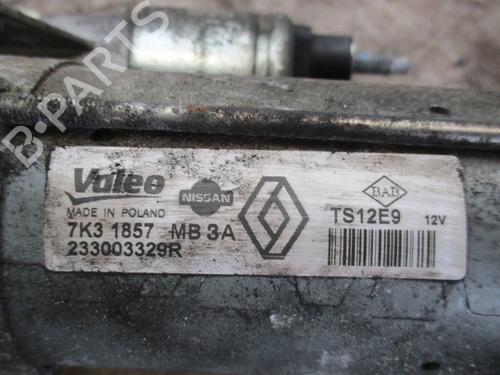 B-PARTS
Valeo NISSAN BAB
MADE IN POLAND TS12E9 12V
7K3 1857 MB 3A
233003329R